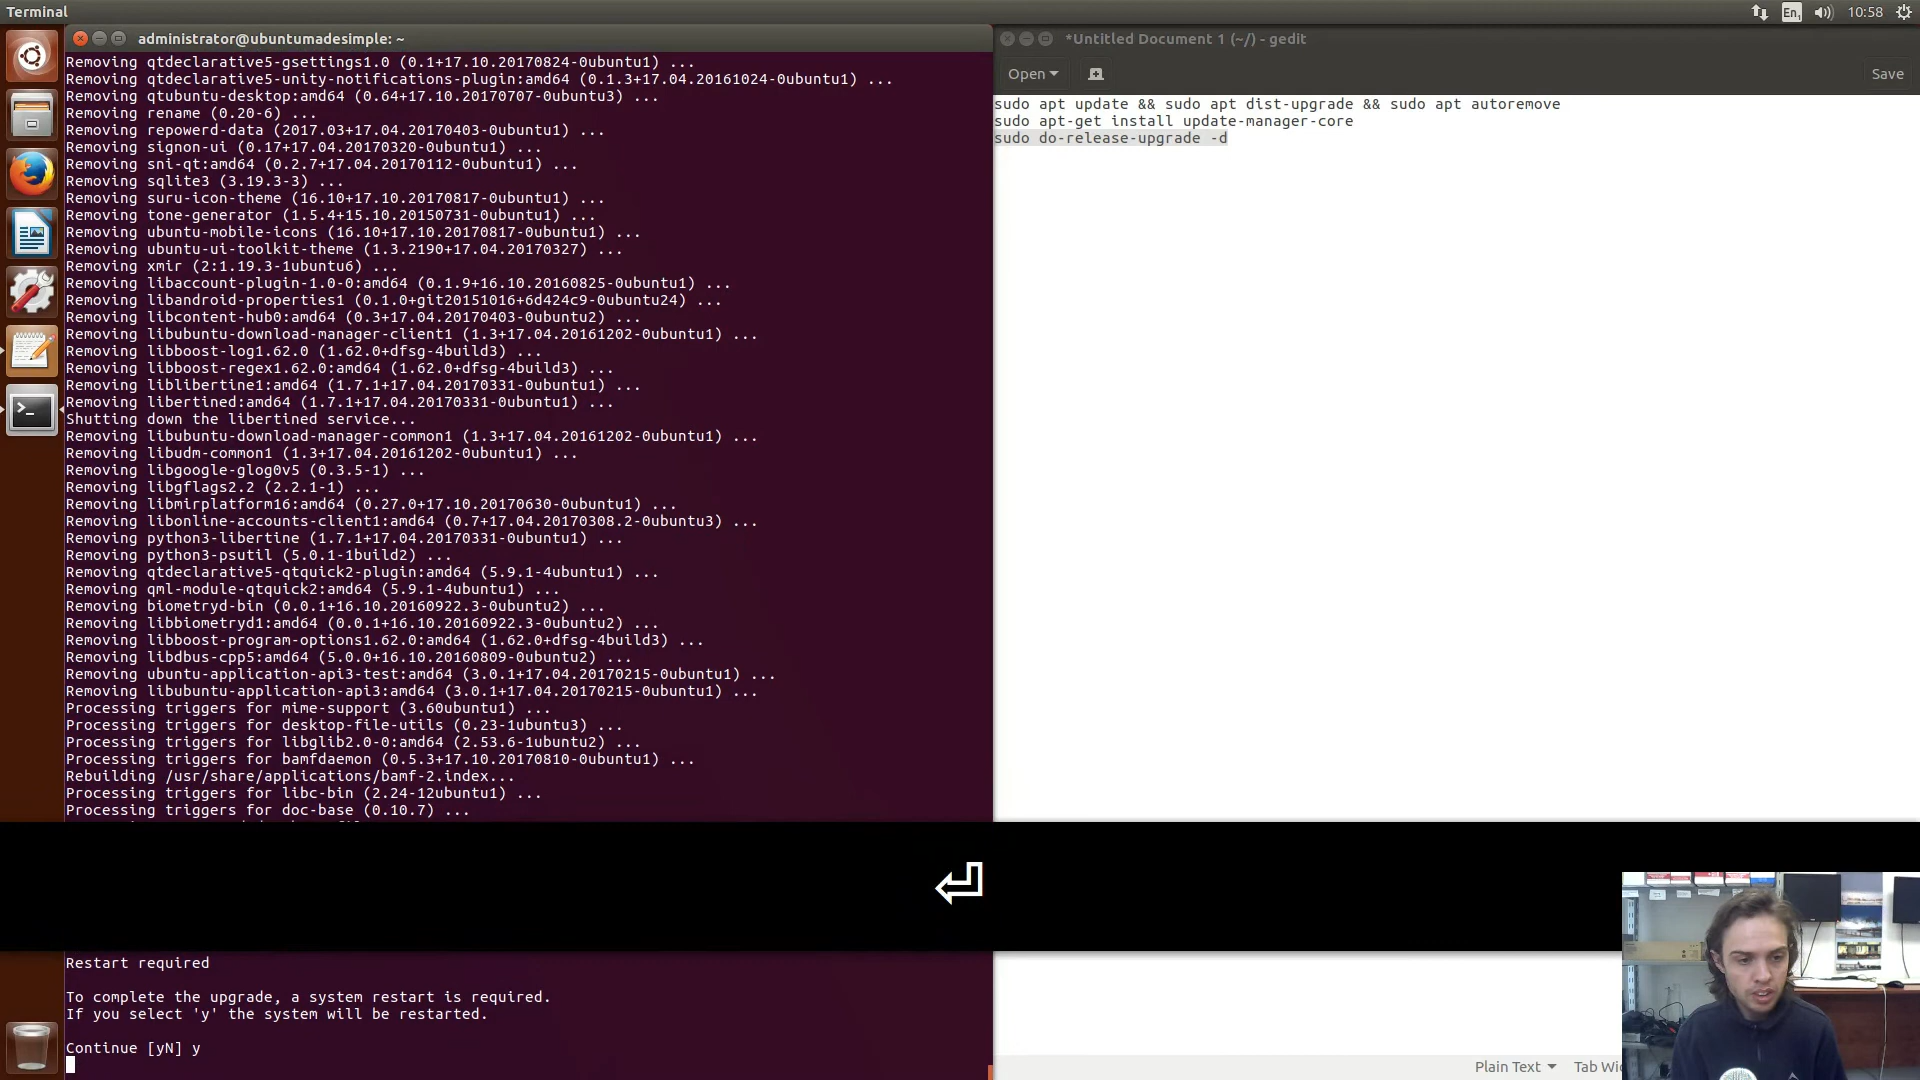 Terminal
En1
10:58
administrator@ubuntumadesimple: ~
Removing qtdeclarative5-gsettings1.0 (0.1+17.10.20170824-0ubuntu1) ...
Removing qtdeclarative5-unity-notifications-plugin:amd64 (0.1.3+17.04.20161024-0ubuntu1) ...
Removing qtubuntu-desktop:amd64 (0.64+17.10.20170707-0ubuntu3) ...
Removing rename (0.20-6) ...
Removing repowerd-data (2017.03+17.04.20170403-0ubuntu1) ...
Removing signon-ui (0.17+17.04.20170320-0ubuntu1) ...
Removing sni-qt:amd64 (0.2.7+17.04.20170112-0ubuntu1) ...
Removing sqlite3 (3.19.3-3) ...
Removing suru-icon-theme (16.10+17.10.20170817-0ubuntu1) ...
Removing tone-generator (1.5.4+15.10.20150731-0ubuntu1) ...
Removing ubuntu-mobile-icons (16.10+17.10.20170817-0ubuntu1) ...
Removing ubuntu-ui-toolkit-theme (1.3.2190+17.04.20170327) ...
Removing xmir (2:1.19.3-1ubuntu6) ...
Removing libaccount-plugin-1.0-0:amd64 (0.1.9+16.10.20160825-0ubuntu1) ...
Removing libandroid-properties1 (0.1.0+git20151016+6d424c9-0ubuntu24) ...
Removing libcontent-hub0:amd64 (0.3+17.04.20170403-0ubuntu2) ...
Removing libubuntu-download-manager-client1 (1.3+17.04.20161202-0ubuntu1) ...
Removing libboost-log1.62.0 (1.62.0+dfsg-4build3) ...
Removing libboost-regex1.62.0:amd64 (1.62.0+dfsg-4build3) ...
Removing liblibertine1:amd64 (1.7.1+17.04.20170331-0ubuntu1) ...
Removing libertined:amd64 (1.7.1+17.04.20170331-0ubuntu1) ...
Shutting down the libertined service...
Removing libubuntu-download-manager-common1 (1.3+17.04.20161202-0ubuntu1) ...
Removing libudm-common1 (1.3+17.04.20161202-0ubuntu1) ...
Removing libgoogle-glog0v5 (0.3.5-1) ...
Removing libgflags2.2 (2.2.1-1) ...
Removing libmirplatform16:amd64 (0.27.0+17.10.20170630-0ubuntu1) ...
Removing libonline-accounts-client1:amd64 (0.7+17.04.20170308.2-0ubuntu3) ...
Removing python3-libertine (1.7.1+17.04.20170331-0ubuntu1) ...
Removing python3-psutil (5.0.1-1build2) ...
Removing qtdeclarative5-qtquick2-plugin:amd64 (5.9.1-4ubuntu1) ...
Removing qml-module-qtquick2:amd64 (5.9.1-4ubuntu1) ...
Removing biometryd-bin (0.0.1+16.10.20160922.3-0ubuntu2) ...
Removing libbiometryd1:amd64 (0.0.1+16.10.20160922.3-0ubuntu2) ...
Removing libboost-program-options1.62.0:amd64 (1.62.0+dfsg-4build3) ...
Removing libdbus-cpp5:amd64 (5.0.0+16.10.20160809-0ubuntu2) ...
Removing ubuntu-application-api3-test:amd64 (3.0.1+17.04.20170215-0ubuntu1) ...
Removing libubuntu-application-api3:amd64 (3.0.1+17.04.20170215-0ubuntu1) ...
Processing triggers for mime-support (3.60ubuntu1) ...
Processing triggers for desktop-file-utils (0.23-1ubuntu3) ...
Processing triggers for libglib2.0-0:amd64 (2.53.6-1ubuntu2) ...
Processing triggers for bamfdaemon (0.5.3+17.10.20170810-0ubuntu1) ...
Rebuilding /usr/share/applications/bamf-2.index...
Processing triggers for libc-bin (2.24-12ubuntu1) ...
Processing triggers for doc-base (0.10.7) ...
Restart required
To complete the upgrade, a system restart is required.
If you select 'y' the system will be restarted.
Continue [yN] y
*Untitled Document 1 (~/) - gedit
Open
Save
sudo apt update && sudo apt dist-upgrade && sudo apt autoremove
sudo apt-get install update-manager-core
sudo do-release-upgrade -d
Plain Text
Tab